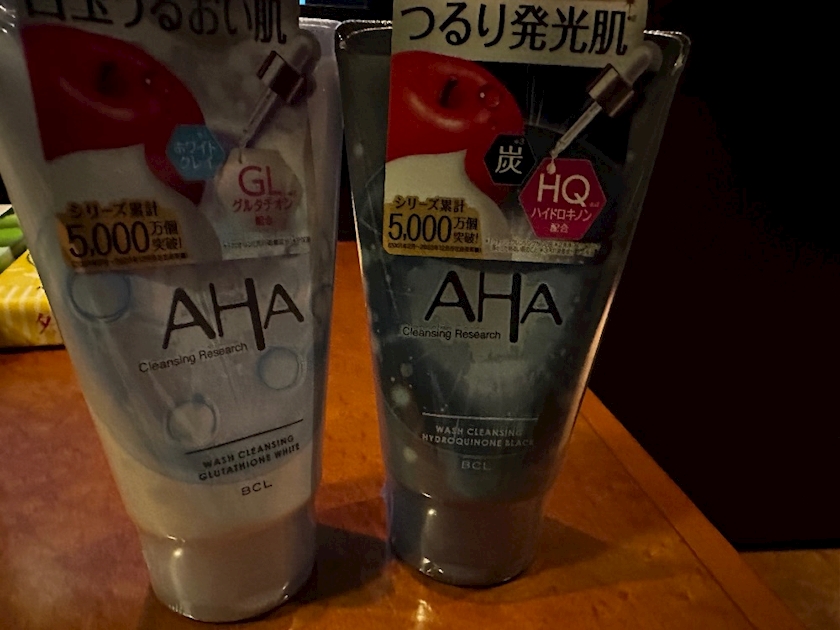 白玉うるおい肌
ホワイト
クレイ
GL
グルタチオン
配合
シリーズ累計
5,000万個
突破!
AHA
Cleansing Research
WASH CLEANSING
GLUTATHIONE WHITE
BCL
つるり発光肌
炭
HQ
ハイドロキノン
配合
シリーズ累計
5,000万個
突破!
AHA
Cleansing Research
WASH CLEANSING
HYDROQUINONE BLACK
BCL